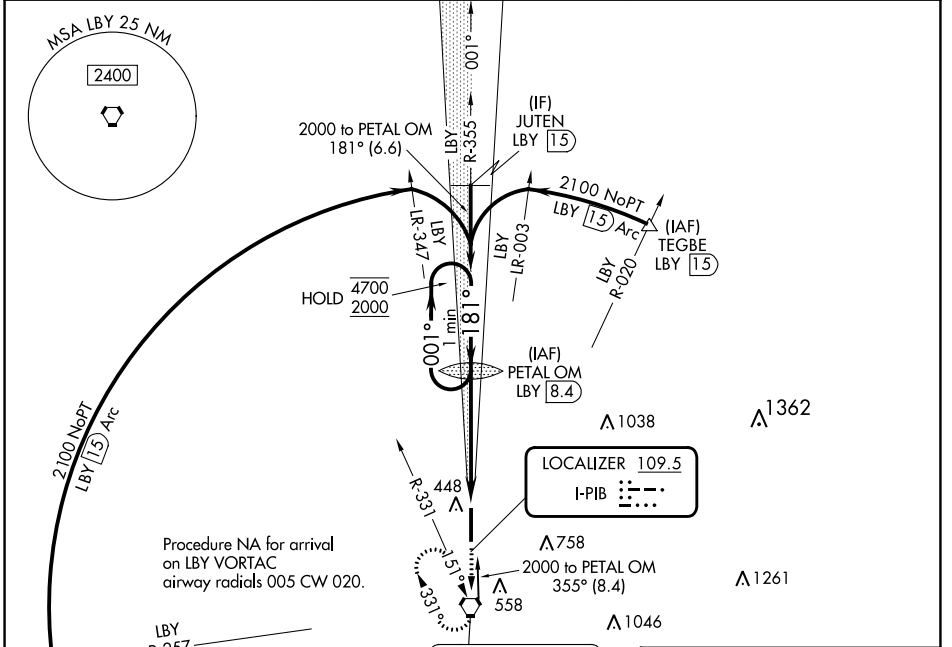 MSA LBY 25 NM
2400
2000 to PETAL OM
181° (6.6)
LBY
R-355
001°
(IF)
JUTEN
LBY 15
2100 NoPT
LBY 15 Arc
(IAF)
TEGBE
LBY 15
LBY
R-020
LBY
LR-347
LBY
LR-003
HOLD 4700
2000
001°
1 min
181°
(IAF)
PETAL OM
LBY 8.4
2100 NoPT
LBY 15 Arc
1038
1362
LOCALIZER 109.5
I-PIB
R-331
448
758
Procedure NA for arrival
on LBY VORTAC
airway radials 005 CW 020.
151°
331°
2000 to PETAL OM
355° (8.4)
558
1261
1046
LBY
R-257